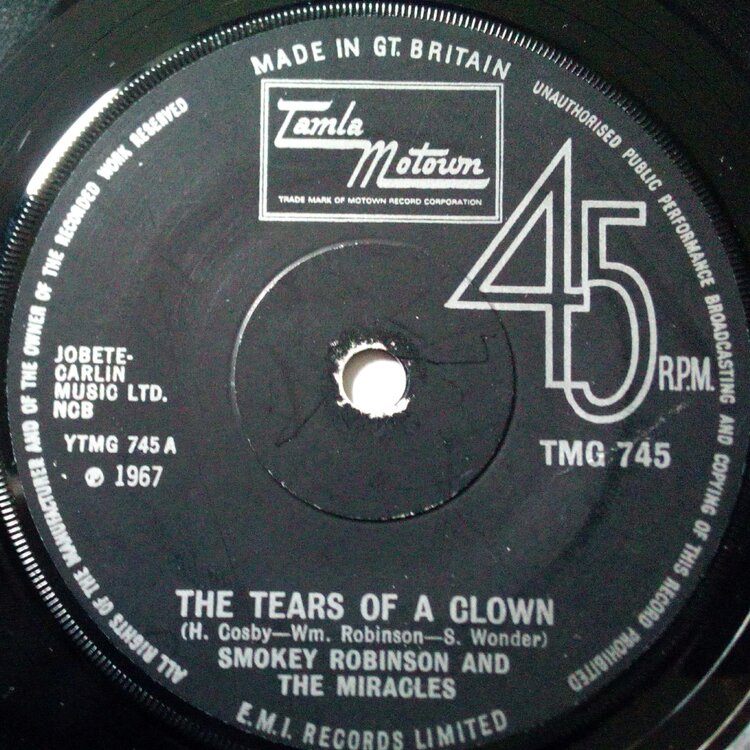 MADE IN GT. BRITAIN
UNAUTHORISED PUBLIC PERFORMANCE BROADCASTING AND COPYING OF THIS RECORD PROHIBITED
ALL RIGHTS OF THE MANUFACTURER AND OF THE OWNER OF THE RECORDED WORK RESERVED
Tamla
Motown
TRADE MARK OF MOTOWN RECORD CORPORATION
45
R.P.M.
JOBETE-
CARLIN
MUSIC LTD.
NCB
YTMG 745 A
℗ 1967
TMG 745
THE TEARS OF A CLOWN
(H. Cosby—Wm. Robinson—S. Wonder)
SMOKEY ROBINSON AND
THE MIRACLES
E.M.I. RECORDS LIMITED